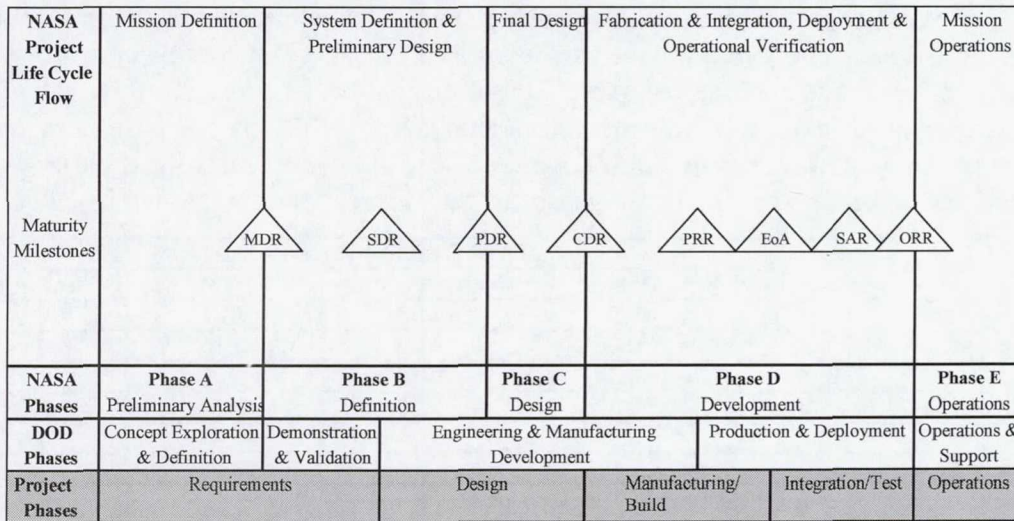 NASA
Project
Life Cycle
Flow
Mission Definition
System Definition &
Preliminary Design
Final Design
Fabrication & Integration, Deployment &
Operational Verification
Mission
Operations
Maturity
Milestones
MDR
SDR
PDR
CDR
PRR
EoA
SAR
ORR
NASA
Phases
Phase A
Preliminary Analysis
Phase B
Definition
Phase C
Design
Phase D
Development
Phase E
Operations
DOD
Phases
Concept Exploration
& Definition
Demonstration
& Validation
Engineering & Manufacturing
Development
Production & Deployment
Operations &
Support
Project
Phases
Requirements
Design
Manufacturing/
Build
Integration/Test
Operations